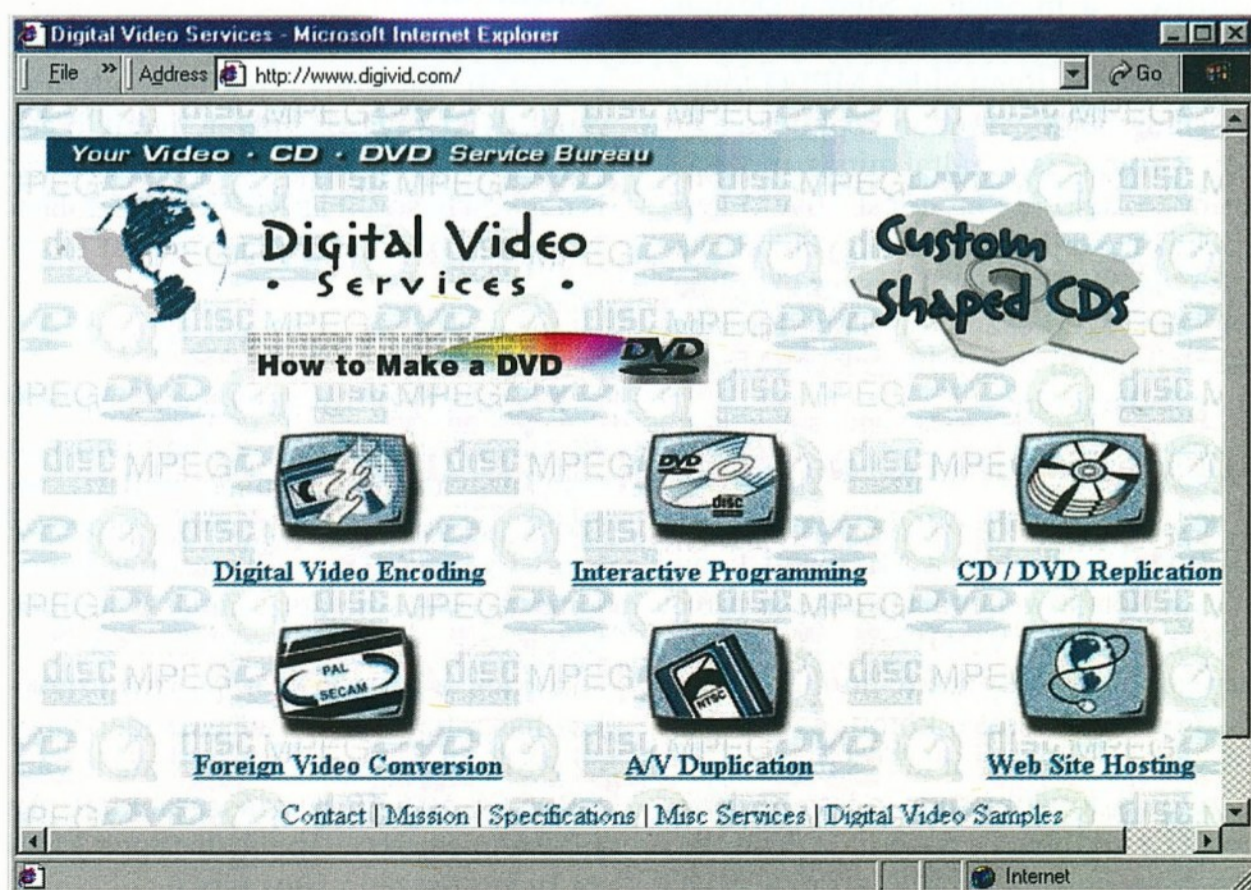 Digital Video Services - Microsoft Internet Explorer
File » Address http://www.digivid.com/ Go
Your Video · CD · DVD Service Bureau
Digital Video
· Services ·
Custom
Shaped CDs
How to Make a DVD DVD
DVD
disc
Digital Video Encoding Interactive Programming CD / DVD Replication
PAL
SECAM
NTSC
Foreign Video Conversion A/V Duplication Web Site Hosting
Contact | Mission | Specifications | Misc Services | Digital Video Samples
Internet